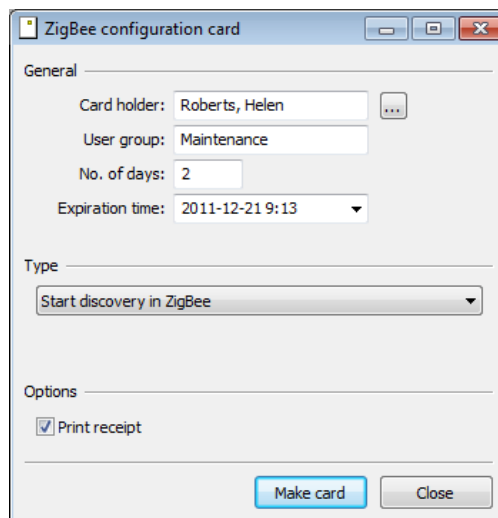 ZigBee configuration card
General
Card holder: Roberts, Helen ...
User group: Maintenance
No. of days: 2
Expiration time: 2011-12-21 9:13
Type
Start discovery in ZigBee
Options
Print receipt
Make card Close